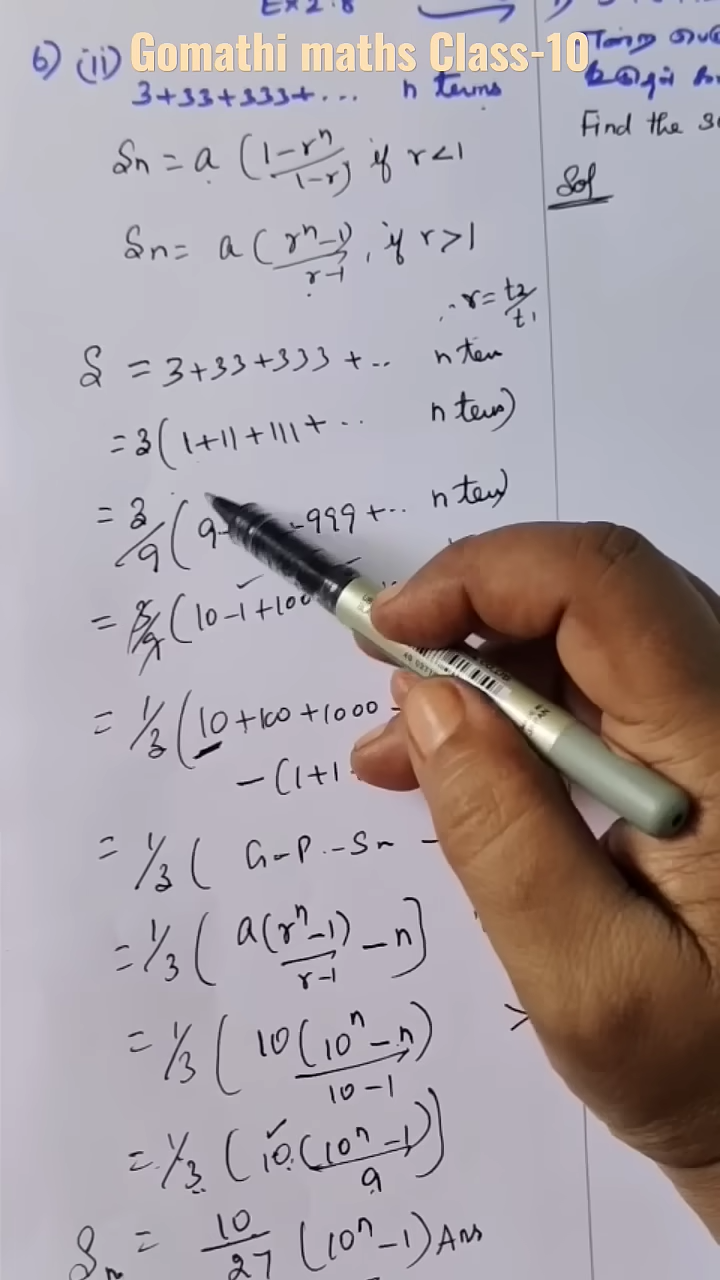 Ex 2.8
Gomathi maths Class-10
6) (ii)
3+33+333+... n terms
Sn = a (1-rⁿ/1-r) if r<1
Sn= a (rⁿ-1/r-1), if r>1
∴ r= t₂/t₁
S = 3+33+333+.. n ten
=3(1+11+111+... n tens)
= 3/9 (9 -999+.. n ten)
= 3/9 (10-1+100
= 1/3 (10+100+1000
-(1+1
= 1/3 ( G-P.-Sn -
= 1/3 ( a(rⁿ-1)/r-1 -n]
= 1/3 ( 10(10ⁿ-n)/10-1
= 1/3 ( 10.(10ⁿ-1)/9 )
Sn = 10/27 (10ⁿ-1) Ans
Find the
Sol